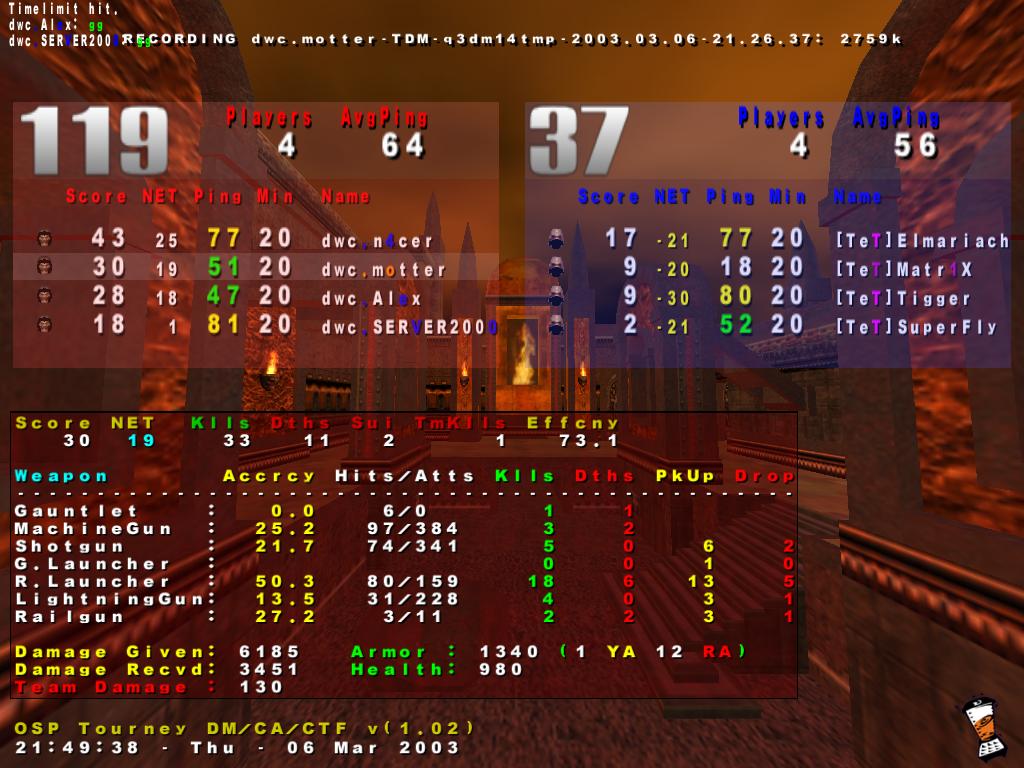 Timelimit hit.
dwc.Alex: gg
dwc.SERVER2000: gg
RECORDING dwc.motter-TDM-q3dm14tmp-2003.03.06-21.26.37: 2759k
119 Players AvgPing 37 Players AvgPing
4 64 4 56
Score NET Ping Min Name Score NET Ping Min Name
43 25 77 20 dwc.n4cer 17 -21 77 20 [TeT]Elmariach
30 19 51 20 dwc.motter 9 -20 18 20 [TeT]Matr1X
28 18 47 20 dwc.Alex 9 -30 80 20 [TeT]Tigger
18 1 81 20 dwc.SERVER2000 2 -21 52 20 [TeT]SuperFly
Score NET Klls Dths Sui TmKlls Effcny
30 19 33 11 2 1 73.1
Weapon Accrcy Hits/Atts Klls Dths PkUp Drop
Gauntlet : 0.0 6/0 1 1
MachineGun : 25.2 97/384 3 2
Shotgun : 21.7 74/341 5 0 6 2
G.Launcher : 0 0 1 0
R.Launcher : 50.3 80/159 18 6 13 5
LightningGun: 13.5 31/228 4 0 3 1
Railgun : 27.2 3/11 2 2 3 1
Damage Given: 6185 Armor : 1340 (1 YA 12 RA)
Damage Recvd: 3451 Health: 980
Team Damage : 130
OSP Tourney DM/CA/CTF v(1.02)
21:49:38 - Thu - 06 Mar 2003